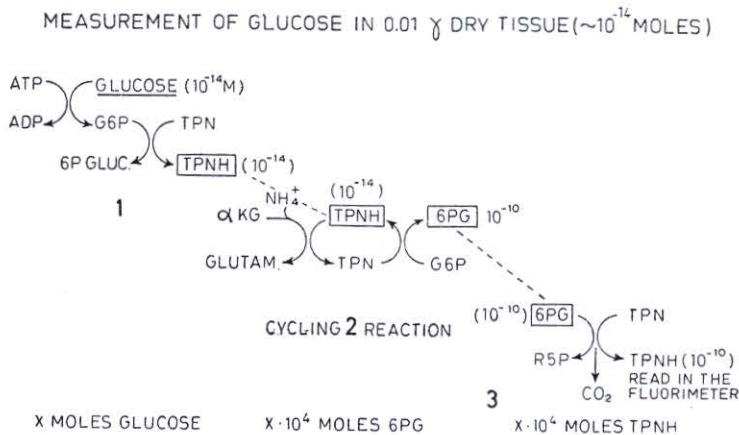 MEASUREMENT OF GLUCOSE IN 0.01 γ DRY TISSUE (~10⁻¹⁴ MOLES)
ATP
GLUCOSE (10⁻¹⁴M)
ADP
G6P
TPN
6P GLUC.
TPNH (10⁻¹⁴)
1
NH₄⁺
(10⁻¹⁴)
α KG
TPNH
6PG 10⁻¹⁰
GLUTAM.
TPN
G6P
CYCLING 2 REACTION
(10⁻¹⁰) 6PG
TPN
R5P
TPNH (10⁻¹⁰)
READ IN THE
FLUORIMETER
CO₂
3
X MOLES GLUCOSE
X·10⁴ MOLES 6PG
X·10⁴ MOLES TPNH